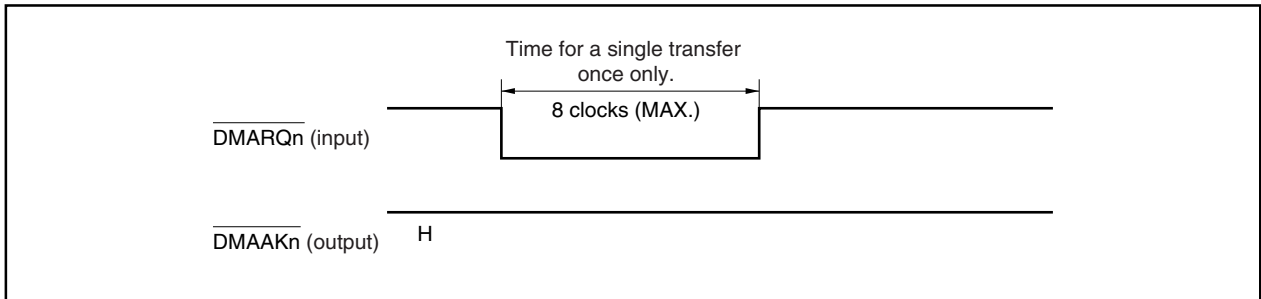 Time for a single transfer
once only.
8 clocks (MAX.)
DMARQn (input)
DMAAKn (output)
H